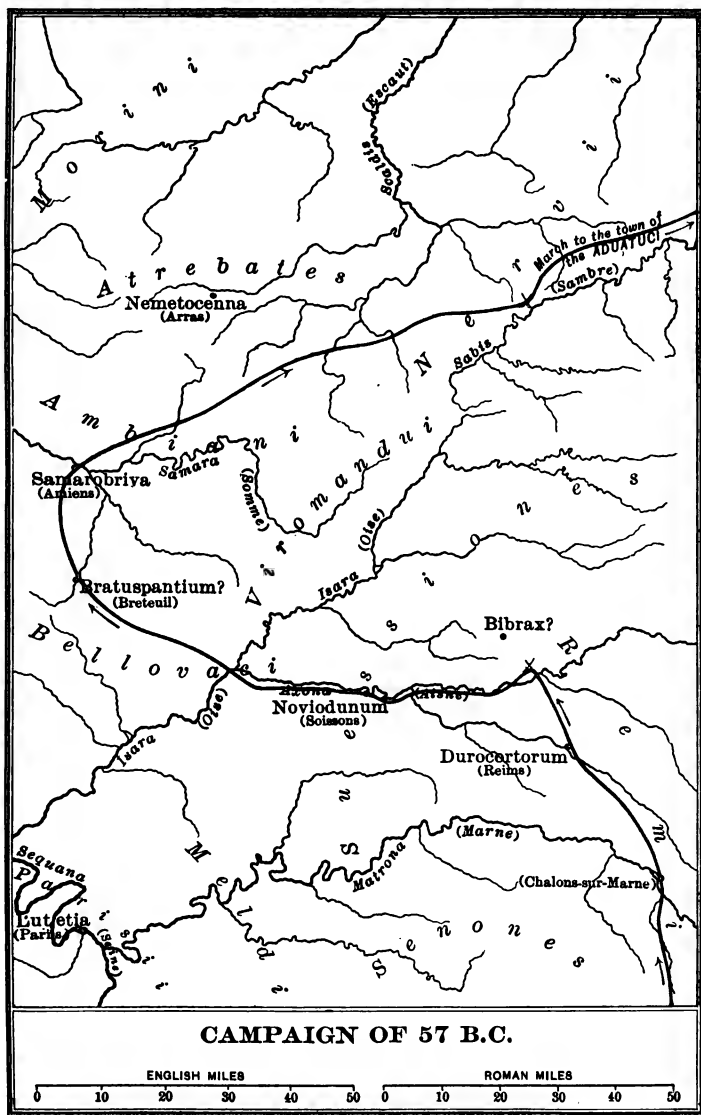 Morini
(Escaut)
Scaldis
Nervii
March to the town of
the ADUATUCI
(Sambre)
Sabis
Atrebates
Nemetocenna
(Arras)
Ambiani
Samara
(Somme)
Samarobriva
(Amiens)
Viromandui
(Oise)
Isara
Bratuspantium?
(Breteuil)
Bellovaci
Bibrax?
Suessiones
Remi
Axona
(Aisne)
Noviodunum
(Soissons)
Isara
(Oise)
Durocortorum
(Reims)
Meldi
(Marne)
Matrona
(Chalons-sur-Marne)
Sequana
Parisii
Lutetia
(Paris)
(Seine)
Senones
CAMPAIGN OF 57 B.C.
ENGLISH MILES
0 10 20 30 40 50
ROMAN MILES
0 10 20 30 40 50